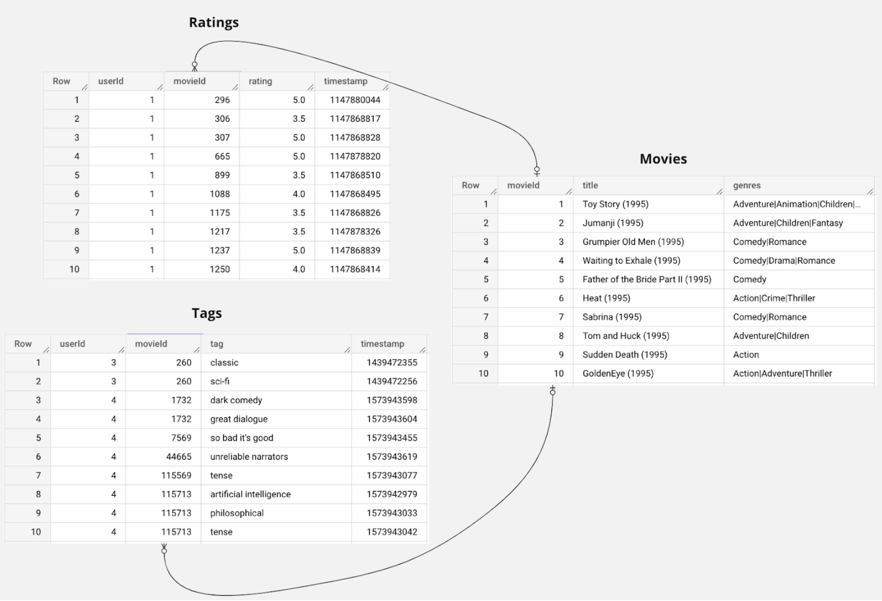 Ratings
Row userId movieId rating timestamp
1 1 296 5.0 1147880044
2 1 306 3.5 1147868817
3 1 307 5.0 1147868828
4 1 665 5.0 1147878820
5 1 899 3.5 1147868510
6 1 1088 4.0 1147868495
7 1 1175 3.5 1147868826
8 1 1217 3.5 1147878326
9 1 1237 5.0 1147868839
10 1 1250 4.0 1147868414
Movies
Row movieId title genres
1 1 Toy Story (1995) Adventure|Animation|Children|...
2 2 Jumanji (1995) Adventure|Children|Fantasy
3 3 Grumpier Old Men (1995) Comedy|Romance
4 4 Waiting to Exhale (1995) Comedy|Drama|Romance
5 5 Father of the Bride Part II (1995) Comedy
6 6 Heat (1995) Action|Crime|Thriller
7 7 Sabrina (1995) Comedy|Romance
8 8 Tom and Huck (1995) Adventure|Children
9 9 Sudden Death (1995) Action
10 10 GoldenEye (1995) Action|Adventure|Thriller
Tags
Row userId movieId tag timestamp
1 3 260 classic 1439472355
2 3 260 sci-fi 1439472256
3 4 1732 dark comedy 1573943598
4 4 1732 great dialogue 1573943604
5 4 7569 so bad it's good 1573943455
6 4 44665 unreliable narrators 1573943619
7 4 115569 tense 1573943077
8 4 115713 artificial intelligence 1573942979
9 4 115713 philosophical 1573943033
10 4 115713 tense 1573943042